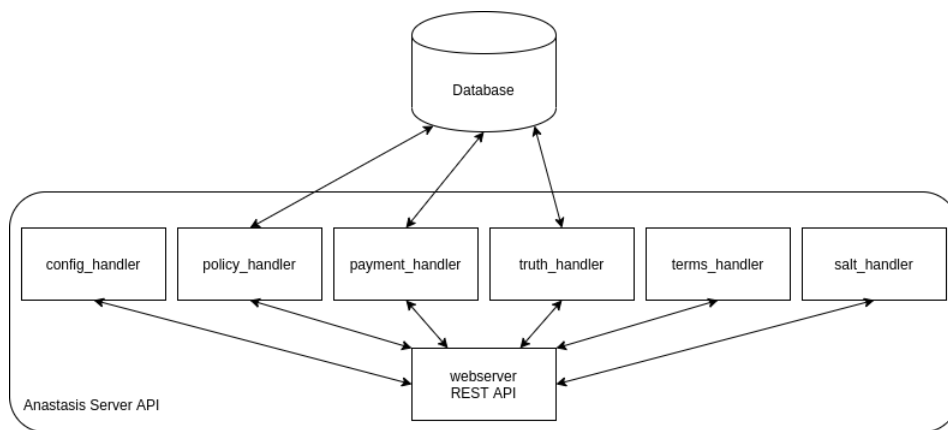 Database
config_handler
policy_handler
payment_handler
truth_handler
terms_handler
salt_handler
webserver
REST API
Anastasis Server API